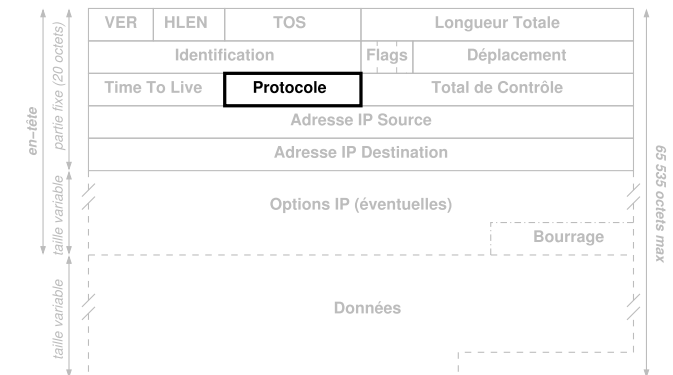 VER HLEN TOS Longueur Totale
Identification Flags Déplacement
Time To Live Protocole Total de Contrôle
Adresse IP Source
Adresse IP Destination
Options IP (éventuelles)
Bourrage
Données
en-tête
partie fixe (20 octets)
taille variable
taille variable
65 535 octets max